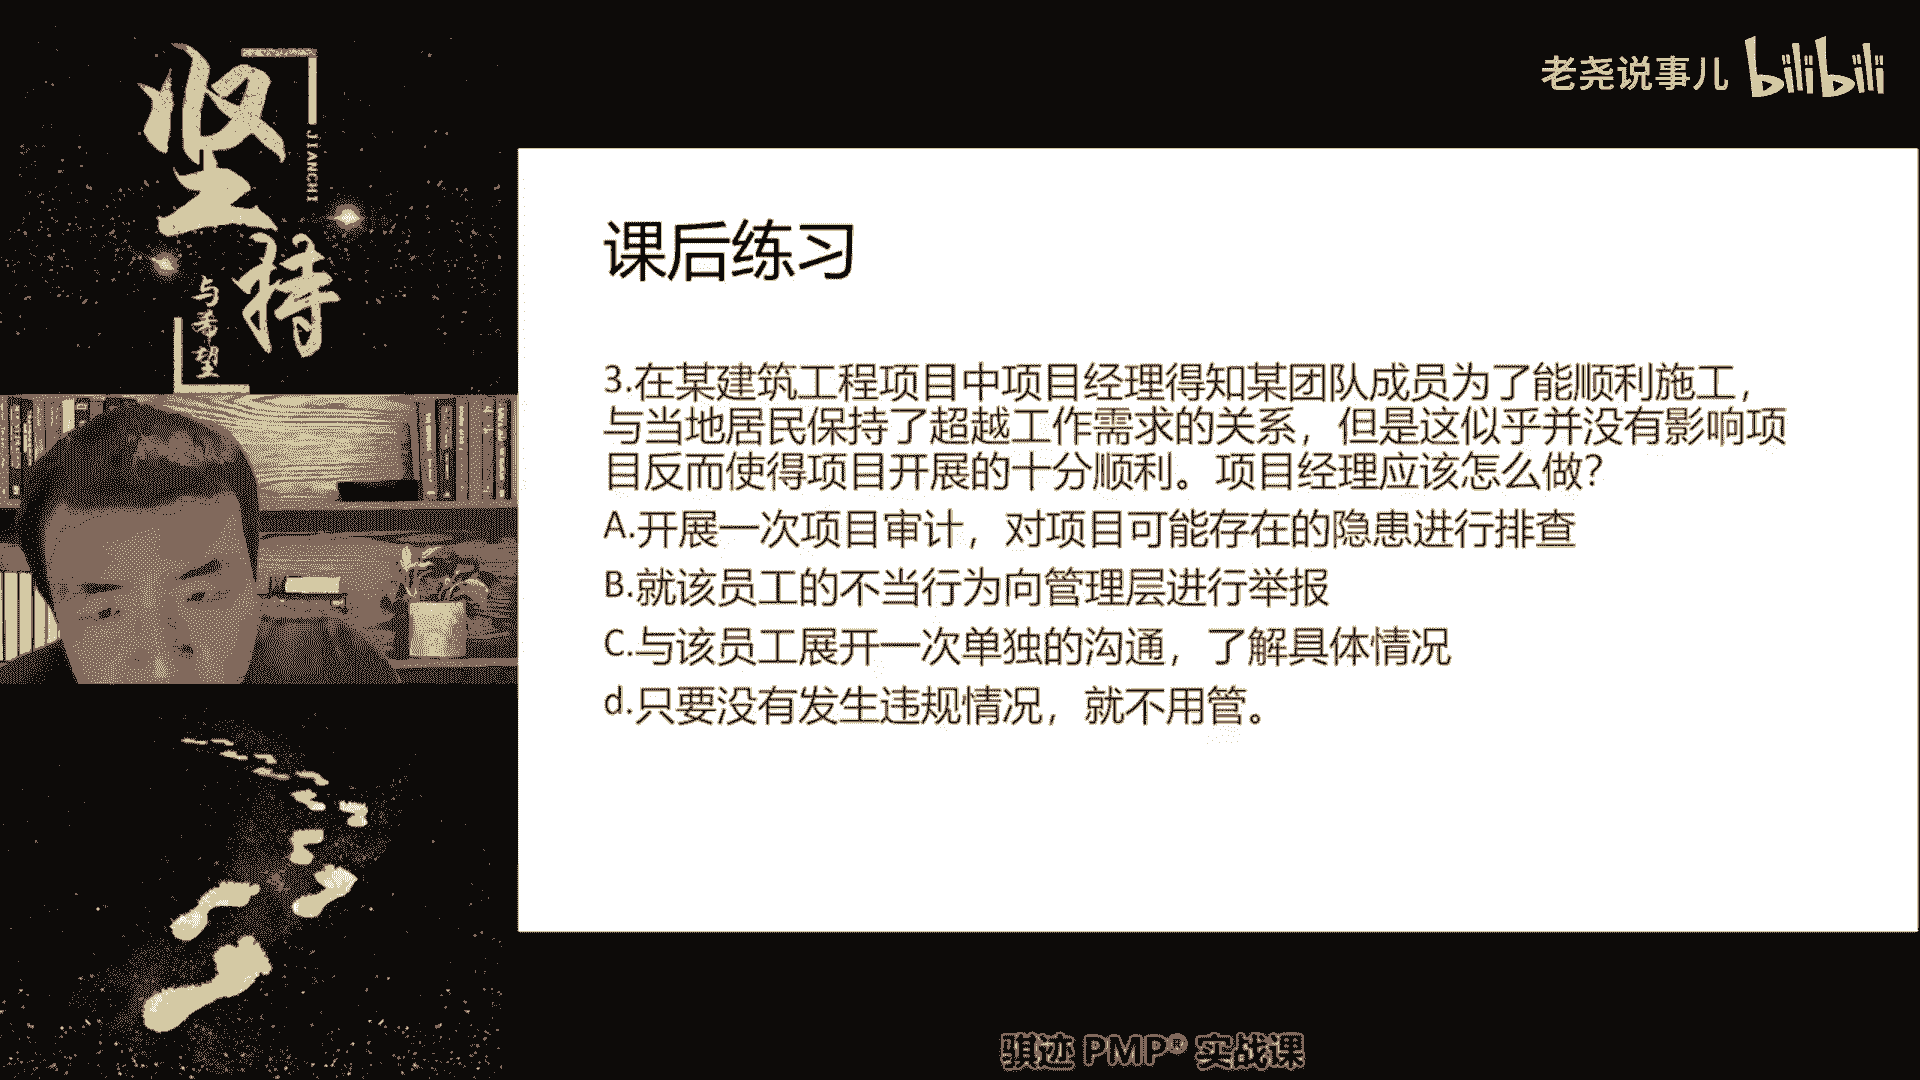 坚持
JIANCHI
与希望
老尧说事儿 bilibili
课后练习
3.在某建筑工程项目中项目经理得知某团队成员为了能顺利施工，
与当地居民保持了超越工作需求的关系，但是这似乎并没有影响项
目反而使得项目开展的十分顺利。项目经理应该怎么做?
A.开展一次项目审计，对项目可能存在的隐患进行排查
B.就该员工的不当行为向管理层进行举报
C.与该员工展开一次单独的沟通，了解具体情况
d.只要没有发生违规情况，就不用管。
骐迹 PMP® 实战课